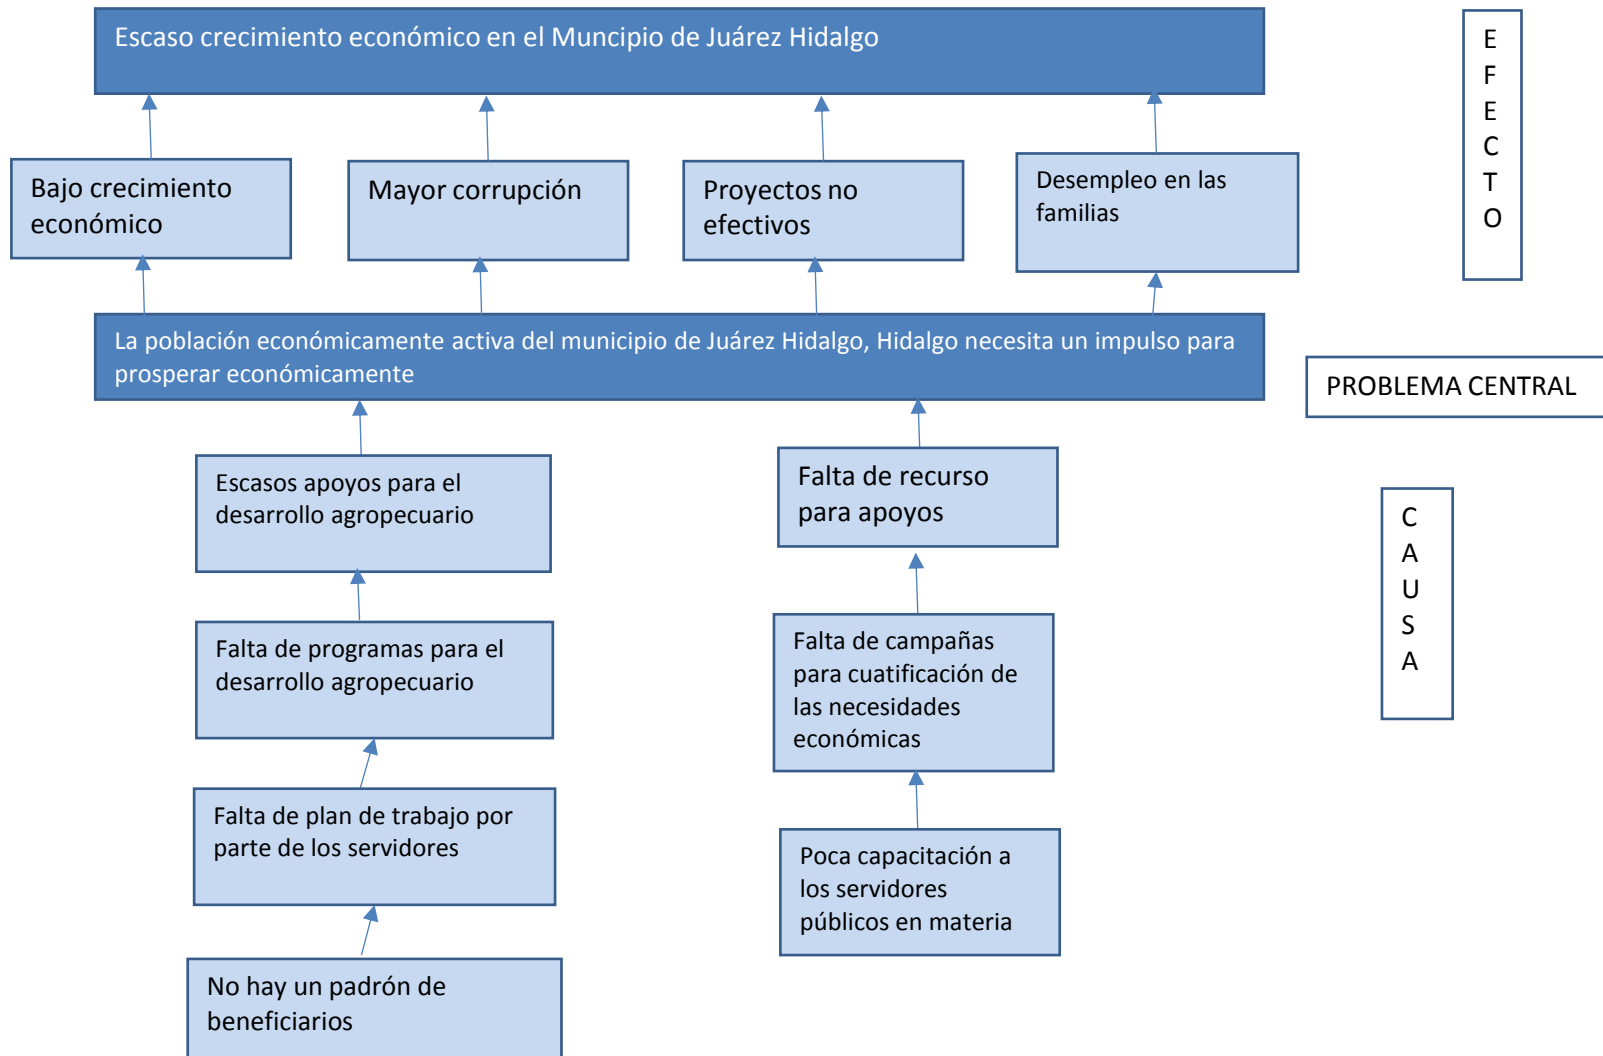 Escaso crecimiento económico en el Muncipio de Juárez Hidalgo
E
F
E
C
T
O
Bajo crecimiento
económico
Mayor corrupción
Proyectos no
efectivos
Desempleo en las
familias
La población económicamente activa del municipio de Juárez Hidalgo, Hidalgo necesita un impulso para
prosperar económicamente
PROBLEMA CENTRAL
Escasos apoyos para el
desarrollo agropecuario
Falta de recurso
para apoyos
C
A
U
S
A
Falta de programas para el
desarrollo agropecuario
Falta de campañas
para cuatificación de
las necesidades
económicas
Falta de plan de trabajo por
parte de los servidores
Poca capacitación a
los servidores
públicos en materia
No hay un padrón de
beneficiarios